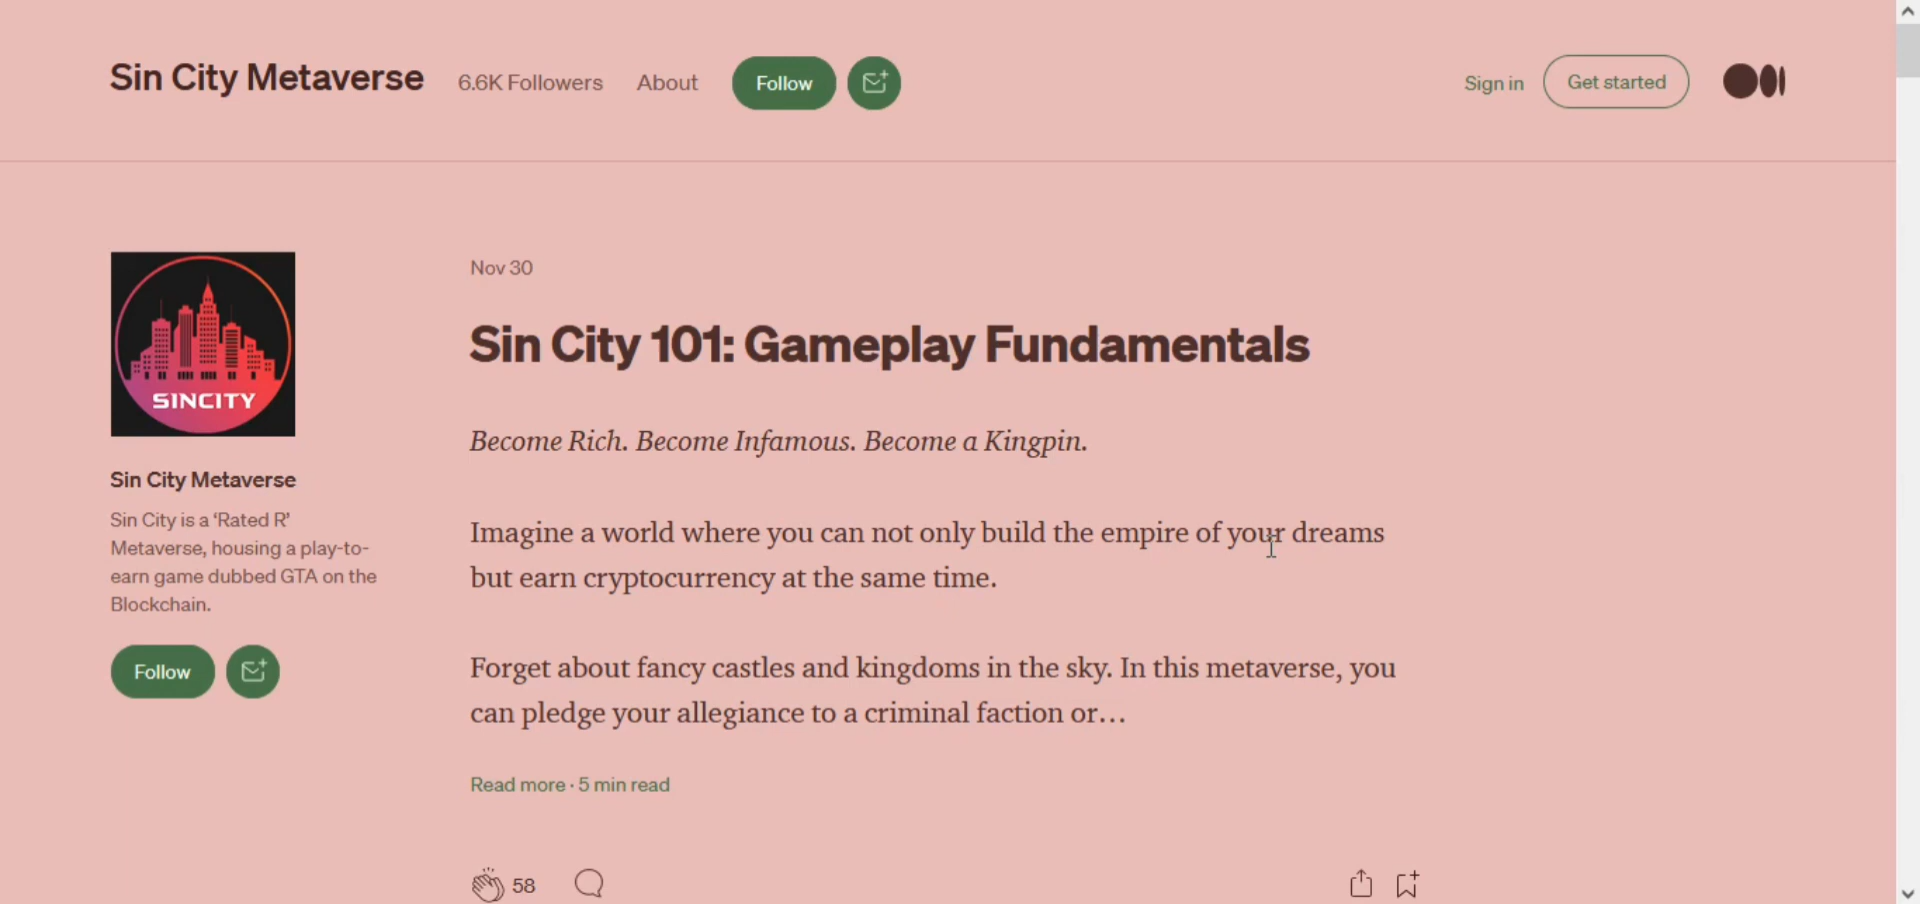 Sin City Metaverse 6.6K Followers About Follow Sign in Get started
SINCITY
Sin City Metaverse
Sin City is a ‘Rated R’
Metaverse, housing a play-to-
earn game dubbed GTA on the
Blockchain.
Follow
Nov 30
Sin City 101: Gameplay Fundamentals
Become Rich. Become Infamous. Become a Kingpin.
Imagine a world where you can not only build the empire of your dreams
but earn cryptocurrency at the same time.
Forget about fancy castles and kingdoms in the sky. In this metaverse, you
can pledge your allegiance to a criminal faction or…
Read more · 5 min read
58